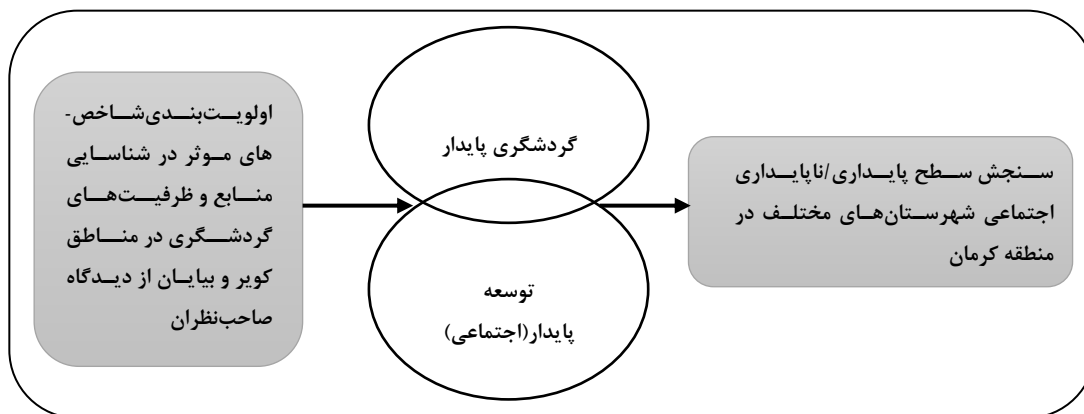 اولویت‌بندی‌شاخص-
های موثر در شناسایی
منابع و ظرفیت‌های
گردشگری در مناطق
کویر و بیایان از دیدگاه
صاحب‌نظران
گردشگری پایدار
توسعه
پایدار(اجتماعی)
سنجش سطح پایداری/ناپایداری
اجتماعی شهرستان‌های مختلف در
منطقه کرمان